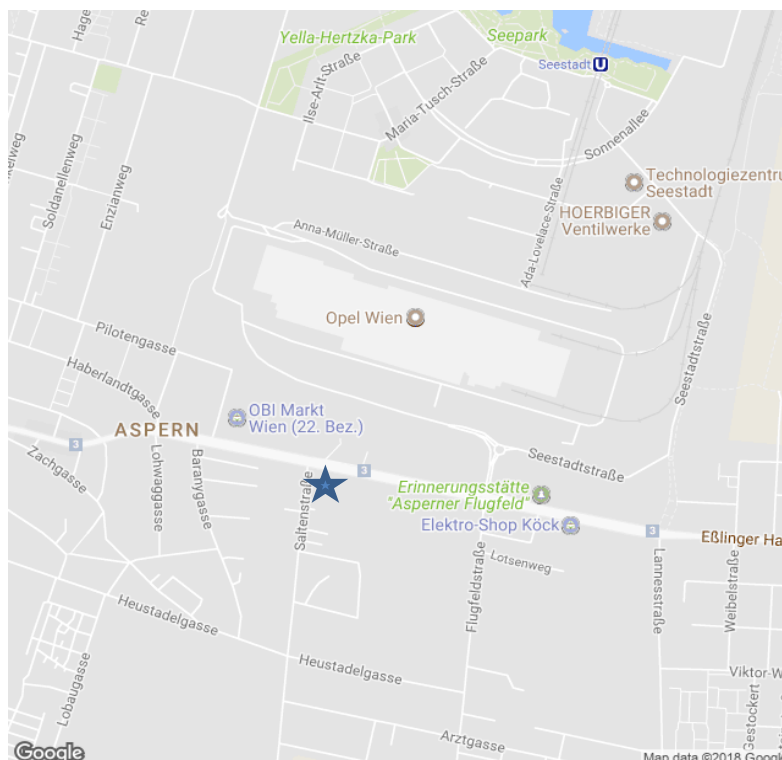 Yella-Hertzka-Park
Seepark
Seestadt U
Ilse-Arlt-Straße
Maria-Tusch-Straße
Sonnenallee
Soldanellenweg
Enzianweg
Technologiezentru
Seestadt
HOERBIGER
Ventilwerke
Anna-Müller-Straße
Ada-Lovelace-Straße
Opel Wien
Pilotengasse
Haberlandtgasse
Seestadtstraße
OBI Markt
Wien (22. Bez.)
ASPERN
3
Zachgasse
Lohwaggasse
Baranygasse
Saltenstraße
3
Seestadtstraße
Erinnerungsstätte
"Asperner Flugfeld"
Elektro-Shop Köck
3
Eßlinger Ha
Lotsenweg
Flugfeldstraße
Lannesstraße
Weibelstraße
Heustadelgasse
Heustadelgasse
Lobaugasse
Viktor-W
Gestockert
Arztgasse
Google
Map data ©2018 Google